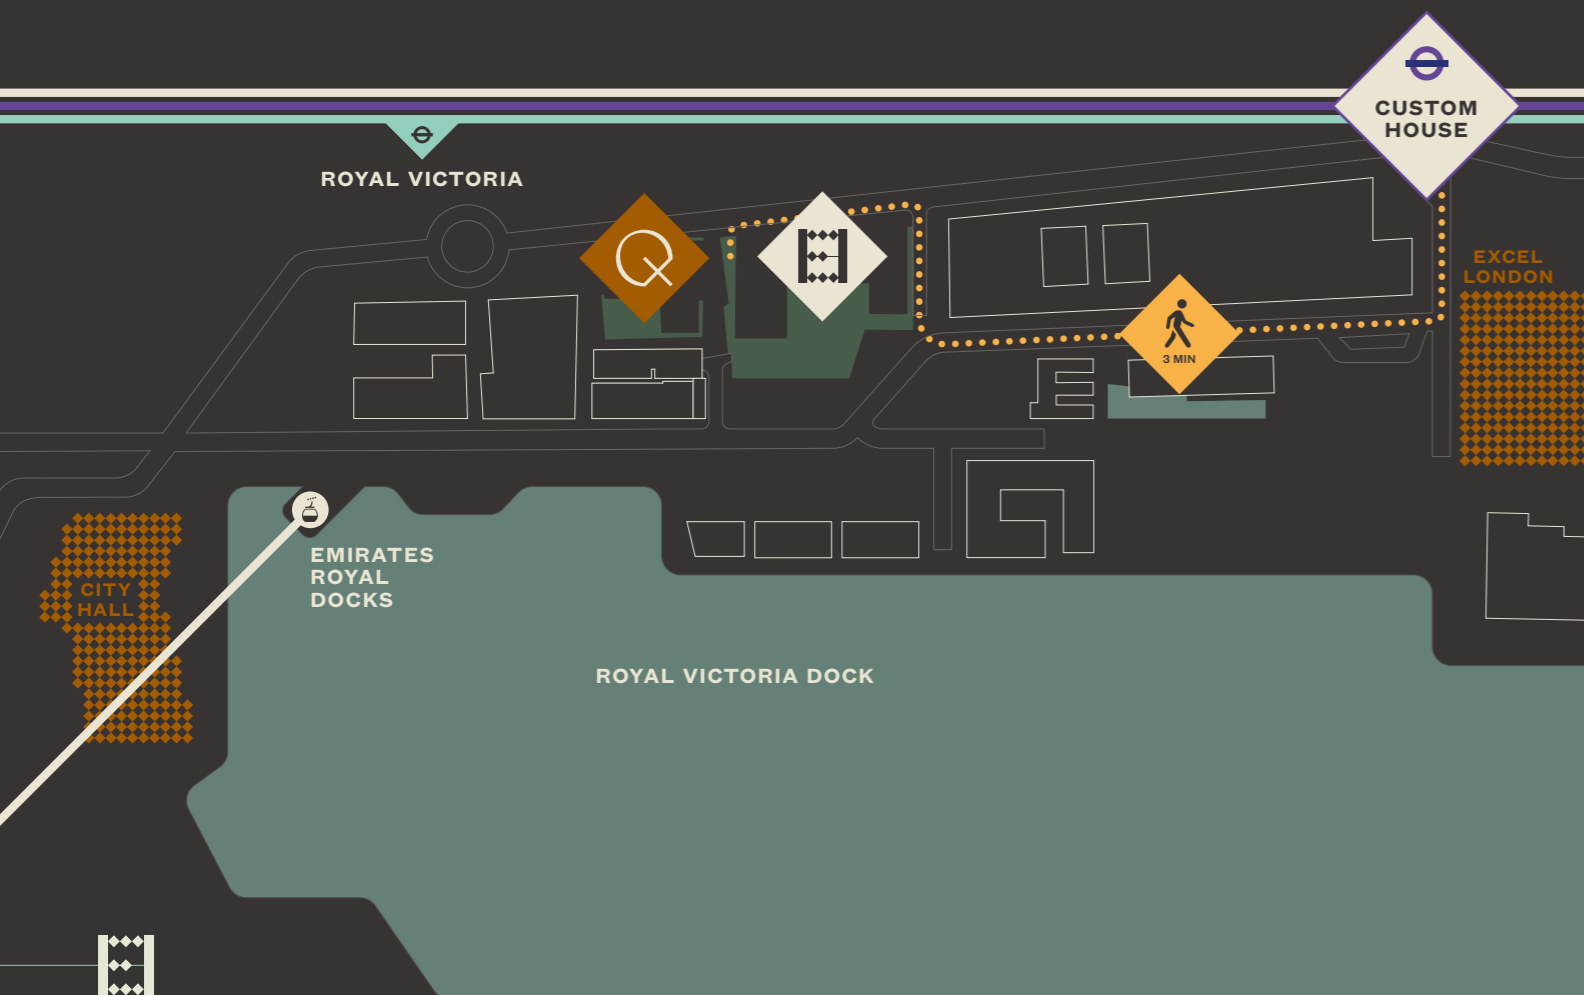 CUSTOM
HOUSE
ROYAL VICTORIA
EXCEL
LONDON
3 MIN
EMIRATES
ROYAL
DOCKS
CITY
HALL
ROYAL VICTORIA DOCK